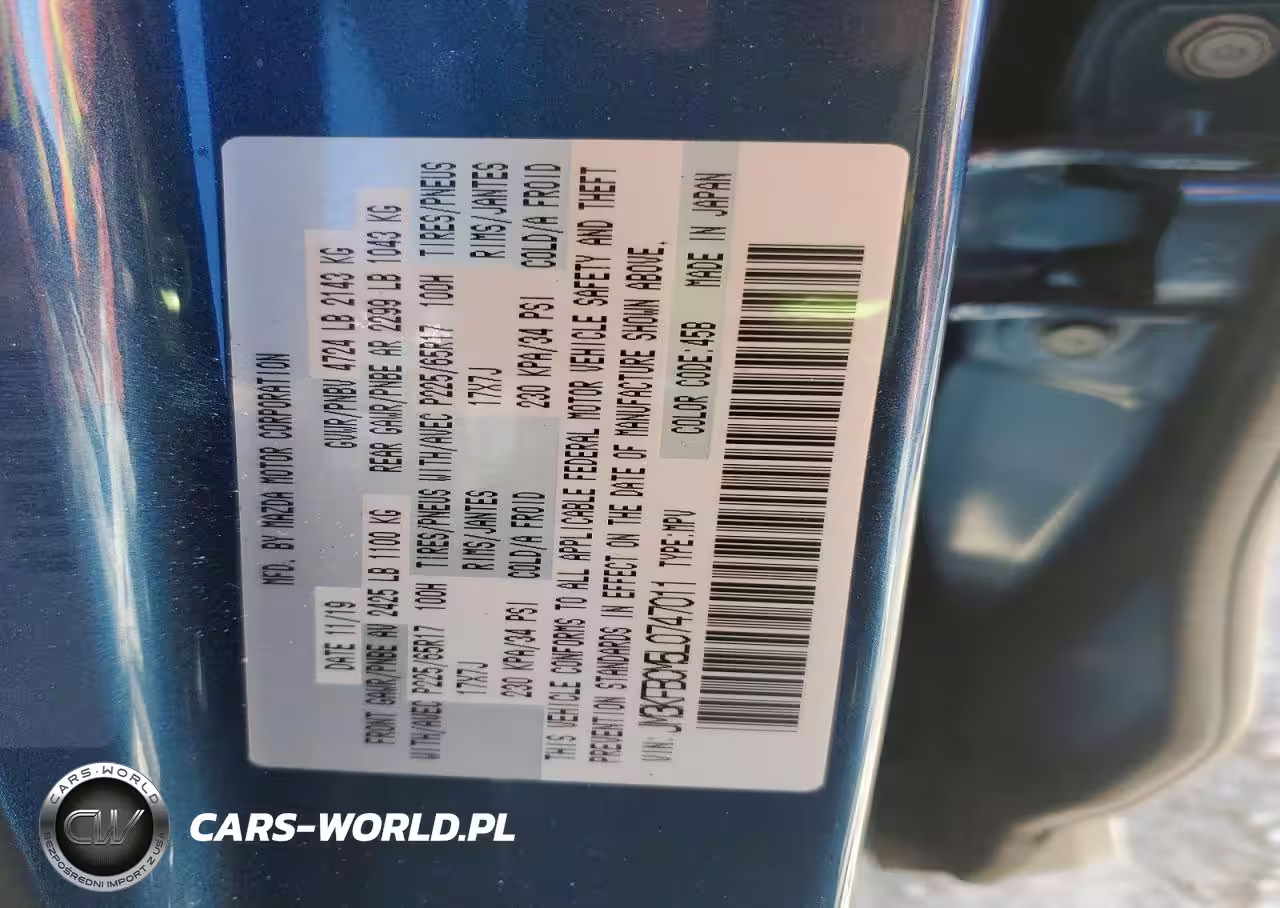 MFD. BY MAZDA MOTOR CORPORATION
DATE 11/19 GVWR/PNBV 4724 LB 2143 KG
FRONT GAWR/PNBE AV 2425 LB 1100 KG REAR GAWR/PNBE AR 2299 LB 1043 KG
WITH/AVEC P225/65R17 100H TIRES/PNEUS WITH/AVEC P225/65R17 100H TIRES/PNEUS
17X7J RIMS/JANTES 17X7J RIMS/JANTES
230 KPA/34 PSI COLD/A FROID 230 KPA/34 PSI COLD/A FROID
THIS VEHICLE CONFORMS TO ALL APPLICABLE FEDERAL MOTOR VEHICLE SAFETY AND THEFT
PREVENTION STANDARDS IN EFFECT ON THE DATE OF MANUFACTURE SHOWN ABOVE.
VIN: JM3KFBCM5L0747011 TYPE:MPV COLOR CODE:45B MADE IN JAPAN
CARS-WORLD
CW
BEZPOŚREDNI IMPORT Z USA
CARS-WORLD.PL